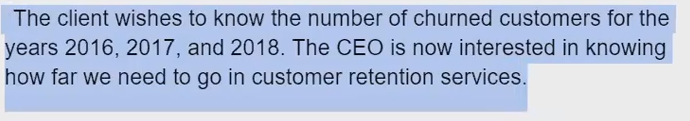 The client wishes to know the number of churned customers for the
years 2016, 2017, and 2018. The CEO is now interested in knowing
how far we need to go in customer retention services.